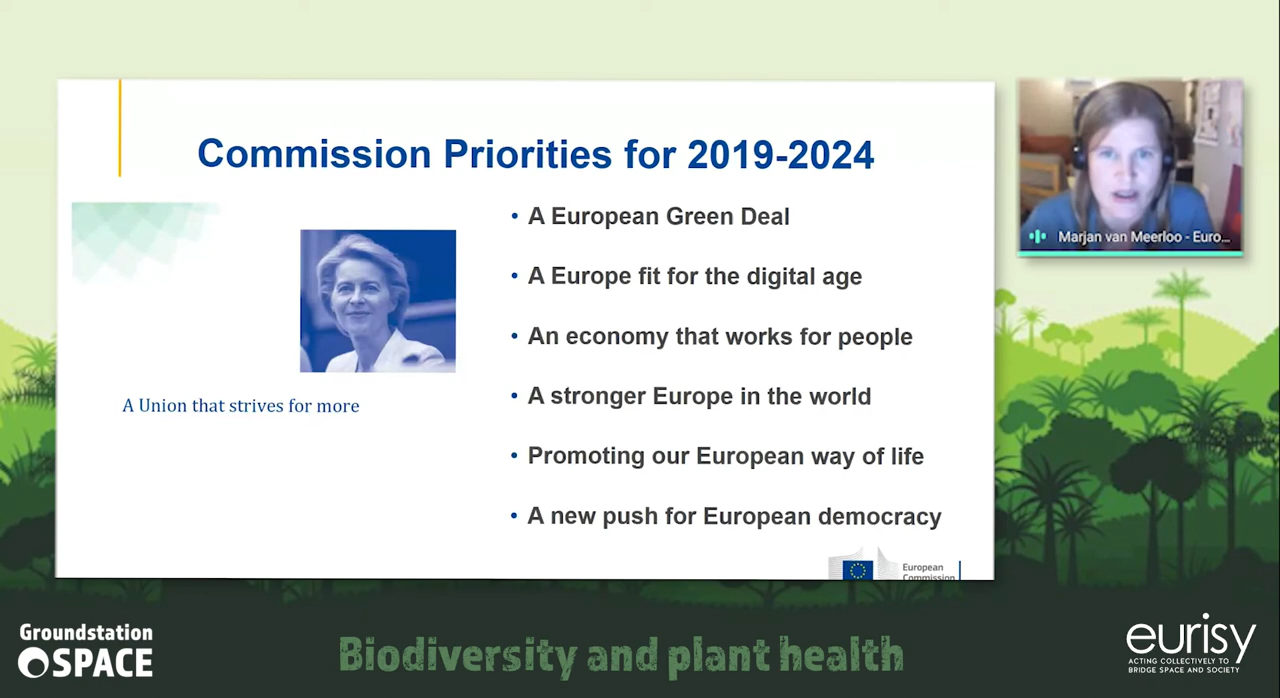 Commission Priorities for 2019-2024
• A European Green Deal
• A Europe fit for the digital age
• An economy that works for people
• A stronger Europe in the world
• Promoting our European way of life
• A new push for European democracy
A Union that strives for more
European
Commission
Marjan van Meerloo - Euro...
Groundstation
SPACE
Biodiversity and plant health
eurisy
ACTING COLLECTIVELY TO
BRIDGE SPACE AND SOCIETY